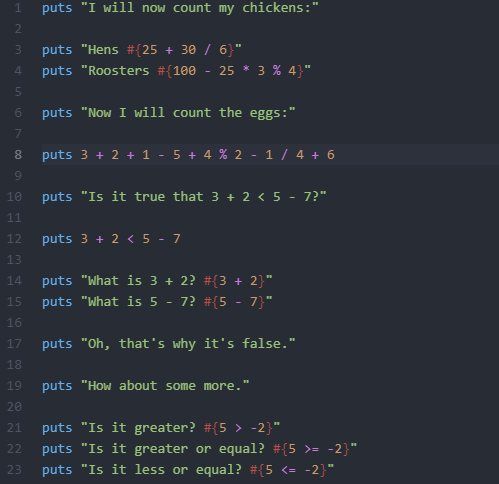 1 puts "I will now count my chickens:"
2
3 puts "Hens #{25 + 30 / 6}"
4 puts "Roosters #{100 - 25 * 3 % 4}"
5
6 puts "Now I will count the eggs:"
7
8 puts 3 + 2 + 1 - 5 + 4 % 2 - 1 / 4 + 6
9
10 puts "Is it true that 3 + 2 < 5 - 7?"
11
12 puts 3 + 2 < 5 - 7
13
14 puts "What is 3 + 2? #{3 + 2}"
15 puts "What is 5 - 7? #{5 - 7}"
16
17 puts "Oh, that's why it's false."
18
19 puts "How about some more."
20
21 puts "Is it greater? #{5 > -2}"
22 puts "Is it greater or equal? #{5 >= -2}"
23 puts "Is it less or equal? #{5 <= -2}"